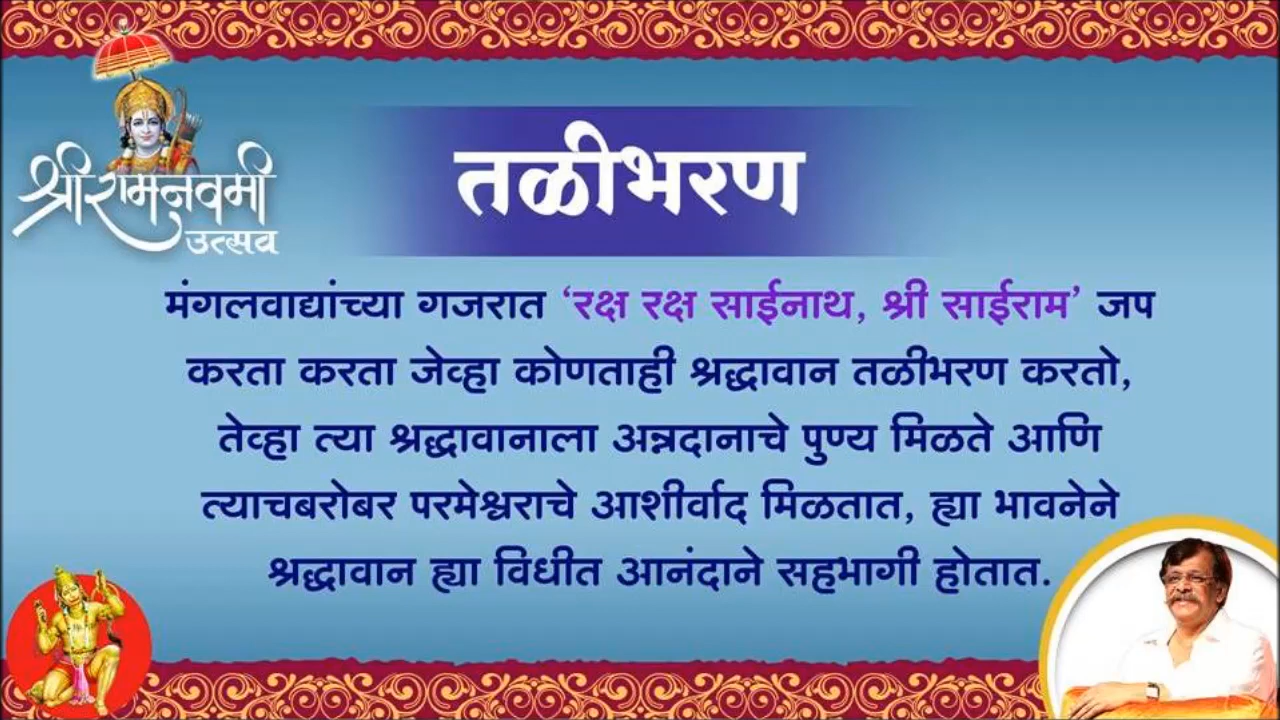 श्रीरामनवमी
उत्सव
तळीभरण
मंगलवाद्यांच्या गजरात ‘रक्ष रक्ष साईनाथ, श्री साईराम’ जप
करता करता जेव्हा कोणताही श्रद्धावान तळीभरण करतो,
तेव्हा त्या श्रद्धावानाला अन्नदानाचे पुण्य मिळते आणि
त्याचबरोबर परमेश्वराचे आशीर्वाद मिळतात, ह्या भावनेने
श्रद्धावान ह्या विधीत आनंदाने सहभागी होतात.